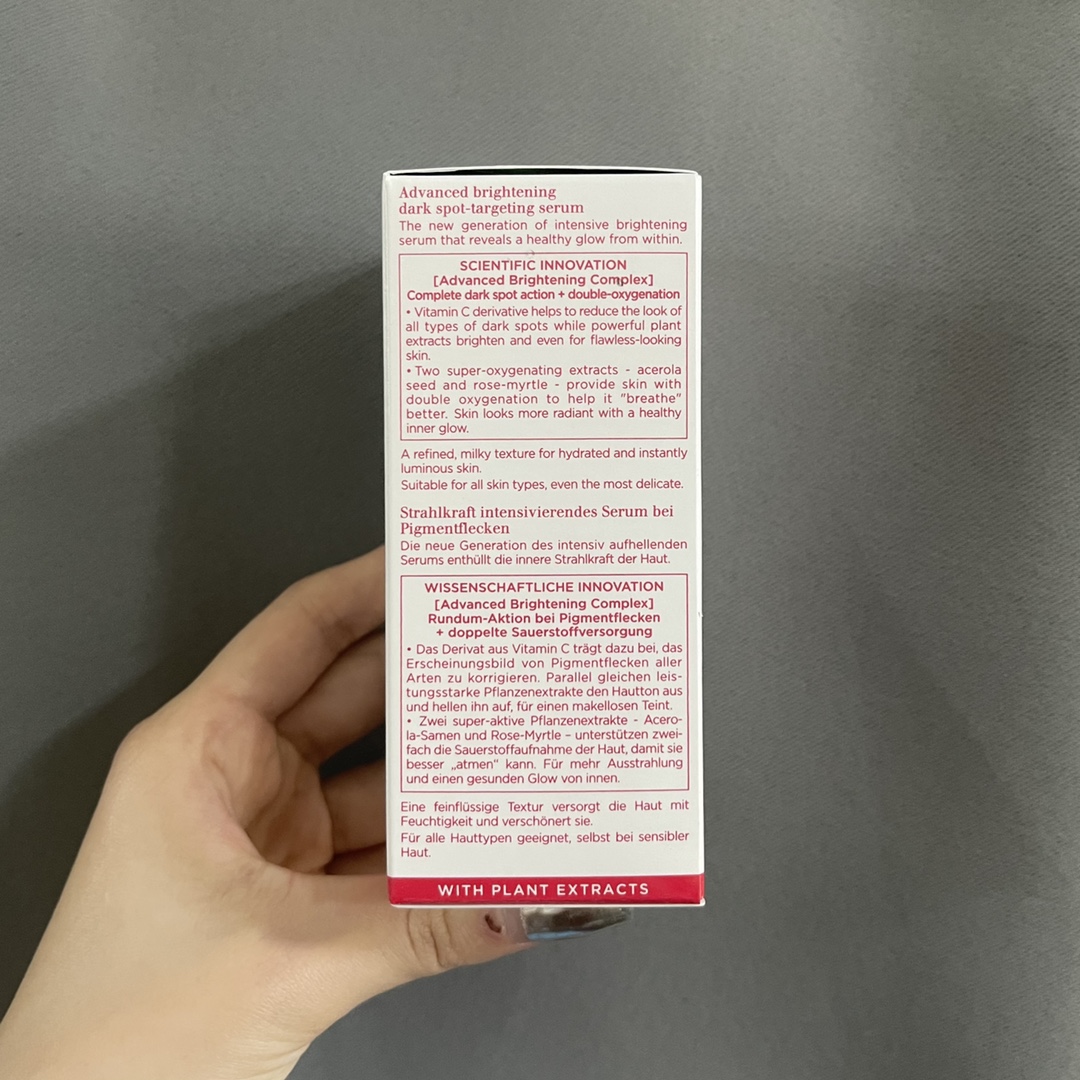 Advanced brightening
dark spot-targeting serum
The new generation of intensive brightening
serum that reveals a healthy glow from within.
SCIENTIFIC INNOVATION
[Advanced Brightening Complex]
Complete dark spot action + double-oxygenation
• Vitamin C derivative helps to reduce the look of
all types of dark spots while powerful plant
extracts brighten and even for flawless-looking
skin.
• Two super-oxygenating extracts - acerola
seed and rose-myrtle - provide skin with
double oxygenation to help it "breathe"
better. Skin looks more radiant with a healthy
inner glow.
A refined, milky texture for hydrated and instantly
luminous skin.
Suitable for all skin types, even the most delicate.
Strahlkraft intensivierendes Serum bei
Pigmentflecken
Die neue Generation des intensiv aufhellenden
Serums enthüllt die innere Strahlkraft der Haut.
WISSENSCHAFTLICHE INNOVATION
[Advanced Brightening Complex]
Rundum-Aktion bei Pigmentflecken
+ doppelte Sauerstoffversorgung
• Das Derivat aus Vitamin C trägt dazu bei, das
Erscheinungsbild von Pigmentflecken aller
Arten zu korrigieren. Parallel gleichen leis-
tungsstarke Pflanzenextrakte den Hautton aus
und hellen ihn auf, für einen makellosen Teint.
• Zwei super-aktive Pflanzenextrakte - Acero-
la-Samen und Rose-Myrtle – unterstützen zwei-
fach die Sauerstoffaufnahme der Haut, damit sie
besser „atmen“ kann. Für mehr Ausstrahlung
und einen gesunden Glow von innen.
Eine feinflüssige Textur versorgt die Haut mit
Feuchtigkeit und verschönert sie.
Für alle Hauttypen geeignet, selbst bei sensibler
Haut.
WITH PLANT EXTRACTS